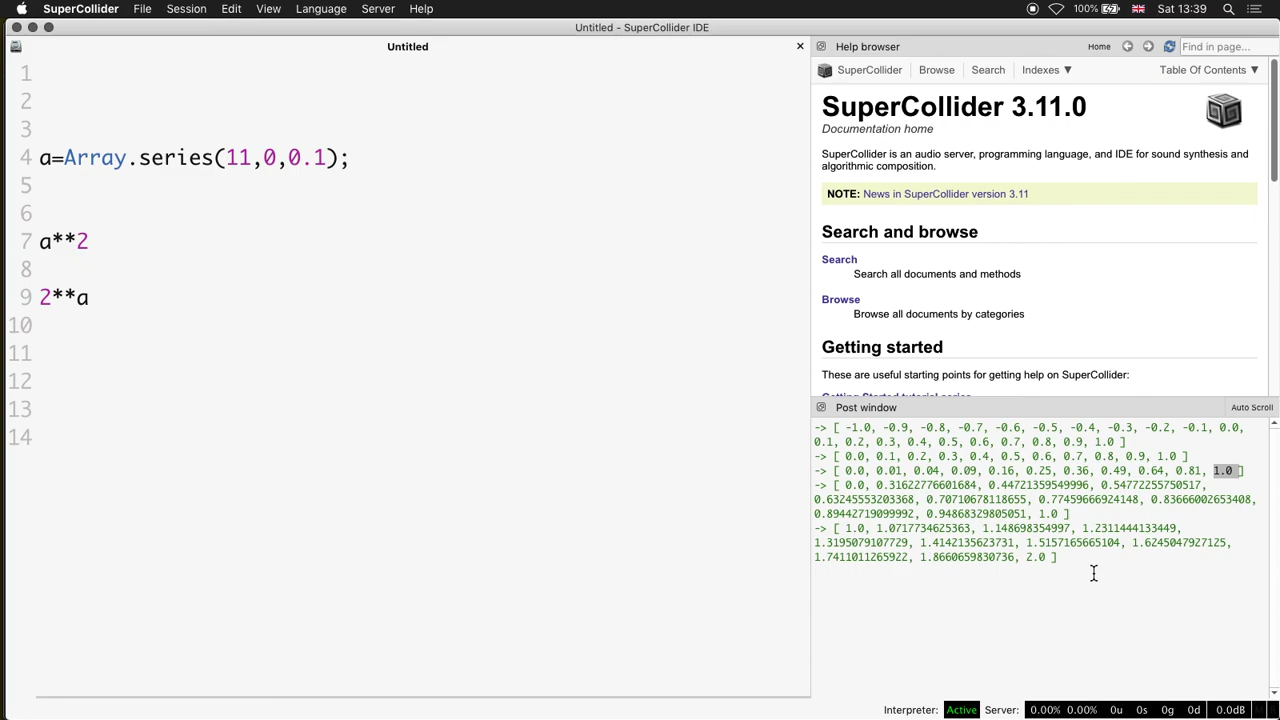 SuperCollider File Session Edit View Language Server Help 100% Sat 13:39
Untitled - SuperCollider IDE
Untitled
1
2
3
4 a=Array.series(11,0,0.1);
5
6
7 a**2
8
9 2**a
10
11
12
13
14
Help browser Home Find in page...
SuperCollider Browse Search Indexes ▼ Table Of Contents ▼
SuperCollider 3.11.0
Documentation home
SuperCollider is an audio server, programming language, and IDE for sound synthesis and
algorithmic composition.
NOTE: News in SuperCollider version 3.11
Search and browse
Search
Search all documents and methods
Browse
Browse all documents by categories
Getting started
These are useful starting points for getting help on SuperCollider:
Getting Started tutorial series
Post window Auto Scroll
-> [ -1.0, -0.9, -0.8, -0.7, -0.6, -0.5, -0.4, -0.3, -0.2, -0.1, 0.0,
0.1, 0.2, 0.3, 0.4, 0.5, 0.6, 0.7, 0.8, 0.9, 1.0 ]
-> [ 0.0, 0.1, 0.2, 0.3, 0.4, 0.5, 0.6, 0.7, 0.8, 0.9, 1.0 ]
-> [ 0.0, 0.01, 0.04, 0.09, 0.16, 0.25, 0.36, 0.49, 0.64, 0.81, 1.0 ]
-> [ 0.0, 0.31622776601684, 0.44721359549996, 0.54772255750517,
0.63245553203368, 0.70710678118655, 0.77459666924148, 0.83666002653408,
0.89442719099992, 0.94868329805051, 1.0 ]
-> [ 1.0, 1.0717734625363, 1.148698354997, 1.2311444133449,
1.3195079107729, 1.4142135623731, 1.5157165665104, 1.6245047927125,
1.7411011265922, 1.8660659830736, 2.0 ]
Interpreter: Active Server: 0.00% 0.00% 0u 0s 0g 0d 0.0dB